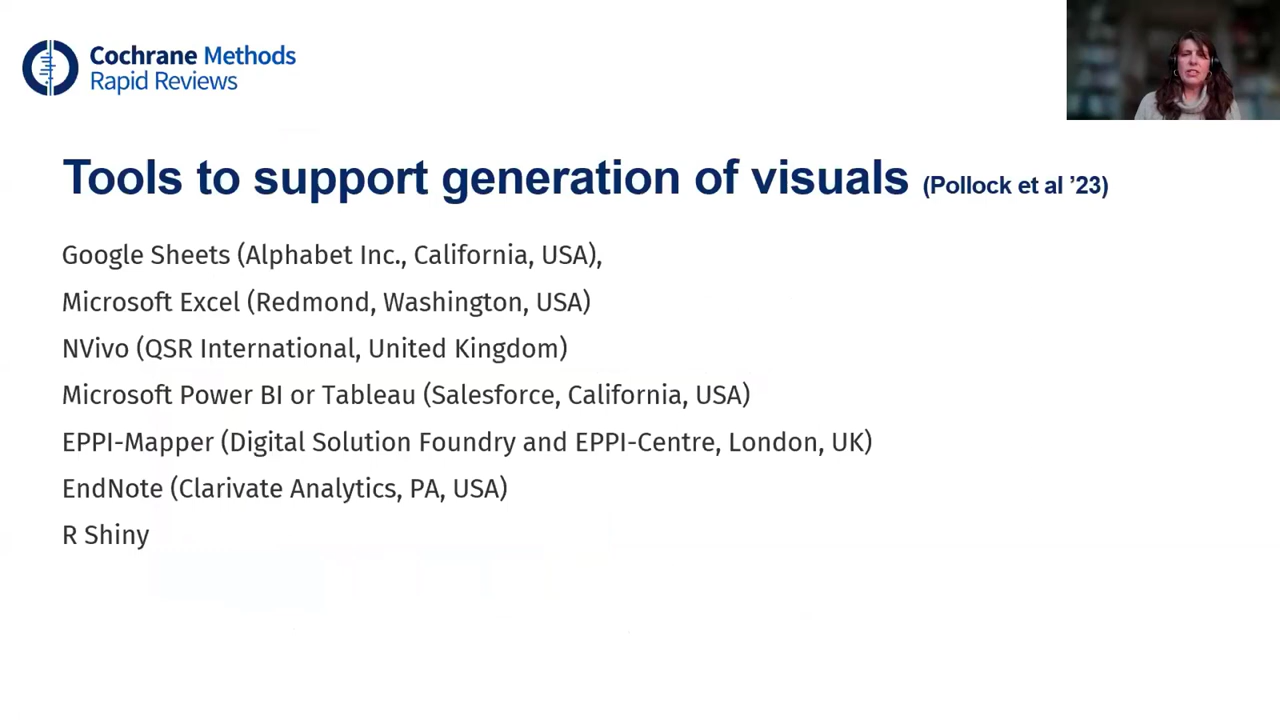 Cochrane Methods
Rapid Reviews
Tools to support generation of visuals (Pollock et al ’23)
Google Sheets (Alphabet Inc., California, USA),
Microsoft Excel (Redmond, Washington, USA)
NVivo (QSR International, United Kingdom)
Microsoft Power BI or Tableau (Salesforce, California, USA)
EPPI-Mapper (Digital Solution Foundry and EPPI-Centre, London, UK)
EndNote (Clarivate Analytics, PA, USA)
R Shiny